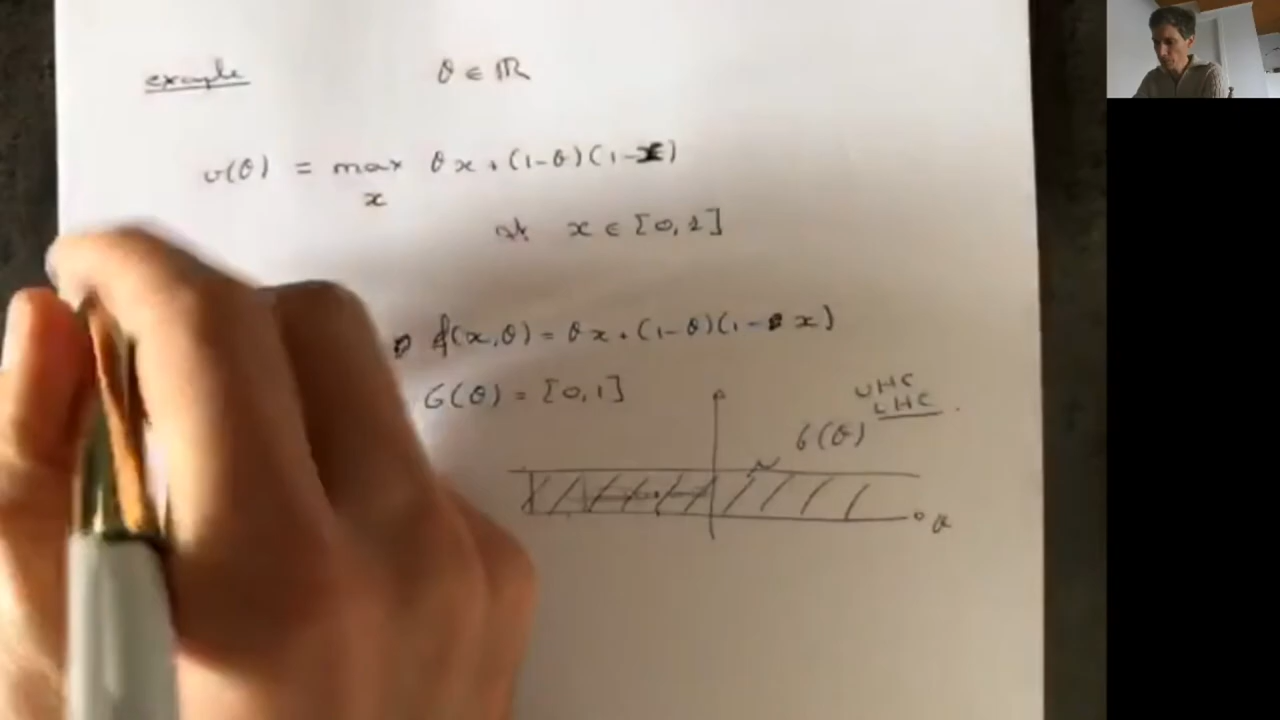 example θ ∈ ℝ
v(θ) = max θx + (1-θ)(1-x)
x
st x ∈ [0,1]
f(x,θ) = θx + (1-θ)(1-x)
G(θ) = [0,1]
UHC
LHC
G(θ)
θ